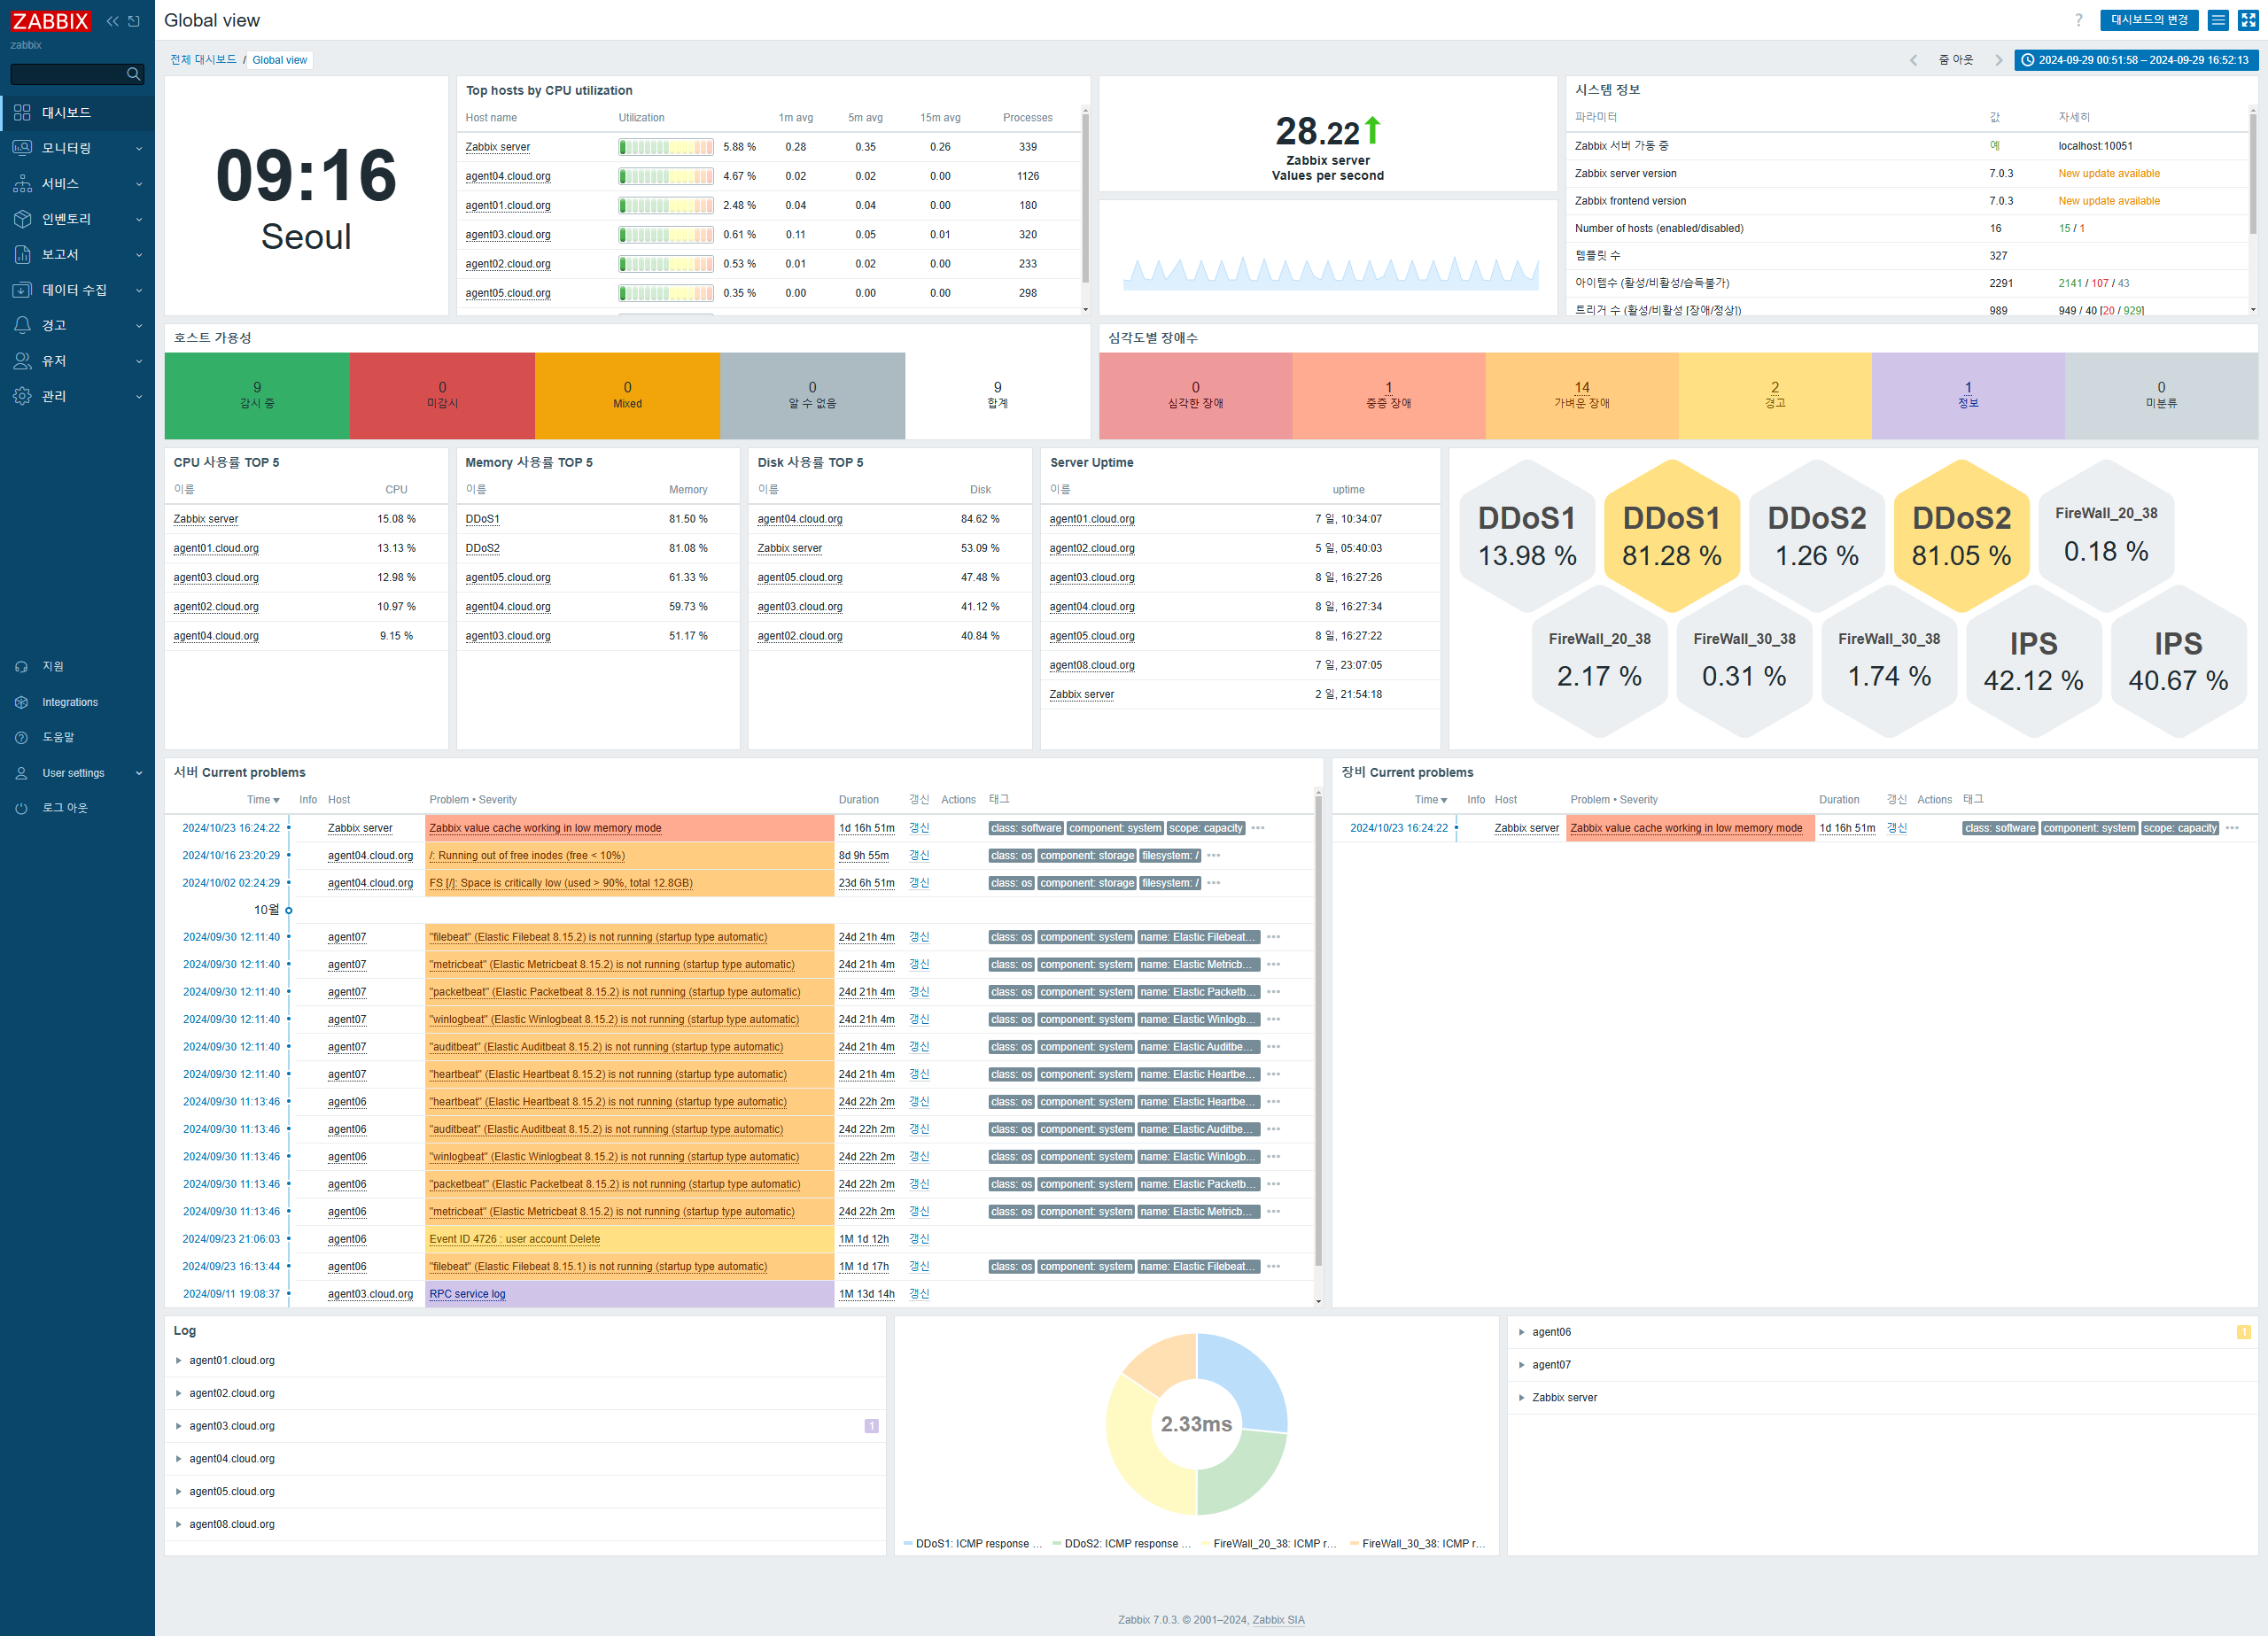 ZABBIX
zabbix
대시보드
모니터링
서비스
인벤토리
보고서
데이터 수집
경고
유저
관리
지원
Integrations
도움말
User settings
로그 아웃
Global view
? 대시보드의 변경
전체 대시보드 / Global view
줌 아웃 2024-09-29 00:51:58 – 2024-09-29 16:52:13
09:16
Seoul
Top hosts by CPU utilization
Host name Utilization 1m avg 5m avg 15m avg Processes
Zabbix server 5.88 % 0.28 0.35 0.26 339
agent04.cloud.org 4.67 % 0.02 0.02 0.00 1126
agent01.cloud.org 2.48 % 0.04 0.04 0.00 180
agent03.cloud.org 0.61 % 0.11 0.05 0.01 320
agent02.cloud.org 0.53 % 0.01 0.02 0.00 233
agent05.cloud.org 0.35 % 0.00 0.00 0.00 298
28.22
Zabbix server
Values per second
시스템 정보
파라미터 값 자세히
Zabbix 서버 가동 중 예 localhost:10051
Zabbix server version 7.0.3 New update available
Zabbix frontend version 7.0.3 New update available
Number of hosts (enabled/disabled) 16 15 / 1
템플릿 수 327
아이템수 (활성/비활성/습득불가) 2291 2141 / 107 / 43
트리거 수 (활성/비활성 [장애/정상]) 989 949 / 40 [20 / 929]
호스트 가용성
9 0 0 0 9
감시 중 미감시 Mixed 알 수 없음 합계
심각도별 장애수
0 1 14 2 1 0
심각한 장애 중증 장애 가벼운 장애 경고 정보 미분류
CPU 사용률 TOP 5
이름 CPU
Zabbix server 15.08 %
agent01.cloud.org 13.13 %
agent03.cloud.org 12.98 %
agent02.cloud.org 10.97 %
agent04.cloud.org 9.15 %
Memory 사용률 TOP 5
이름 Memory
DDoS1 81.50 %
DDoS2 81.08 %
agent05.cloud.org 61.33 %
agent04.cloud.org 59.73 %
agent03.cloud.org 51.17 %
Disk 사용률 TOP 5
이름 Disk
agent04.cloud.org 84.62 %
Zabbix server 53.09 %
agent05.cloud.org 47.48 %
agent03.cloud.org 41.12 %
agent02.cloud.org 40.84 %
Server Uptime
이름 uptime
agent01.cloud.org 7 일, 10:34:07
agent02.cloud.org 5 일, 05:40:03
agent03.cloud.org 8 일, 16:27:26
agent04.cloud.org 8 일, 16:27:34
agent05.cloud.org 8 일, 16:27:22
agent08.cloud.org 7 일, 23:07:05
Zabbix server 2 일, 21:54:18
DDoS1 DDoS1 DDoS2 DDoS2 FireWall_20_38
13.98 % 81.28 % 1.26 % 81.05 % 0.18 %
FireWall_20_38 FireWall_30_38 FireWall_30_38 IPS IPS
2.17 % 0.31 % 1.74 % 42.12 % 40.67 %
서버 Current problems
Time Info Host Problem • Severity Duration 갱신 Actions 태그
2024/10/23 16:24:22 Zabbix server Zabbix value cache working in low memory mode 1d 16h 51m 갱신 class: software component: system scope: capacity •••
2024/10/16 23:20:29 agent04.cloud.org /: Running out of free inodes (free < 10%) 8d 9h 55m 갱신 class: os component: storage filesystem: / •••
2024/10/02 02:24:29 agent04.cloud.org FS [/]: Space is critically low (used > 90%, total 12.8GB) 23d 6h 51m 갱신 class: os component: storage filesystem: / •••
10월
2024/09/30 12:11:40 agent07 "filebeat" (Elastic Filebeat 8.15.2) is not running (startup type automatic) 24d 21h 4m 갱신 class: os component: system name: Elastic Filebeat... •••
2024/09/30 12:11:40 agent07 "metricbeat" (Elastic Metricbeat 8.15.2) is not running (startup type automatic) 24d 21h 4m 갱신 class: os component: system name: Elastic Metricb... •••
2024/09/30 12:11:40 agent07 "packetbeat" (Elastic Packetbeat 8.15.2) is not running (startup type automatic) 24d 21h 4m 갱신 class: os component: system name: Elastic Packetb... •••
2024/09/30 12:11:40 agent07 "winlogbeat" (Elastic Winlogbeat 8.15.2) is not running (startup type automatic) 24d 21h 4m 갱신 class: os component: system name: Elastic Winlogb... •••
2024/09/30 12:11:40 agent07 "auditbeat" (Elastic Auditbeat 8.15.2) is not running (startup type automatic) 24d 21h 4m 갱신 class: os component: system name: Elastic Auditbe... •••
2024/09/30 12:11:40 agent07 "heartbeat" (Elastic Heartbeat 8.15.2) is not running (startup type automatic) 24d 21h 4m 갱신 class: os component: system name: Elastic Heartbe... •••
2024/09/30 11:13:46 agent06 "heartbeat" (Elastic Heartbeat 8.15.2) is not running (startup type automatic) 24d 22h 2m 갱신 class: os component: system name: Elastic Heartbe... •••
2024/09/30 11:13:46 agent06 "auditbeat" (Elastic Auditbeat 8.15.2) is not running (startup type automatic) 24d 22h 2m 갱신 class: os component: system name: Elastic Auditbe... •••
2024/09/30 11:13:46 agent06 "winlogbeat" (Elastic Winlogbeat 8.15.2) is not running (startup type automatic) 24d 22h 2m 갱신 class: os component: system name: Elastic Winlogb... •••
2024/09/30 11:13:46 agent06 "packetbeat" (Elastic Packetbeat 8.15.2) is not running (startup type automatic) 24d 22h 2m 갱신 class: os component: system name: Elastic Packetb... •••
2024/09/30 11:13:46 agent06 "metricbeat" (Elastic Metricbeat 8.15.2) is not running (startup type automatic) 24d 22h 2m 갱신 class: os component: system name: Elastic Metricb... •••
2024/09/23 21:06:03 agent06 Event ID 4726 : user account Delete 1M 1d 12h 갱신
2024/09/23 16:13:44 agent06 "filebeat" (Elastic Filebeat 8.15.1) is not running (startup type automatic) 1M 1d 17h 갱신 class: os component: system name: Elastic Filebeat... •••
2024/09/11 19:08:37 agent03.cloud.org RPC service log 1M 13d 14h 갱신
장비 Current problems
Time Info Host Problem • Severity Duration 갱신 Actions 태그
2024/10/23 16:24:22 Zabbix server Zabbix value cache working in low memory mode 1d 16h 51m 갱신 class: software component: system scope: capacity •••
Log
agent01.cloud.org
agent02.cloud.org
agent03.cloud.org 1
agent04.cloud.org
agent05.cloud.org
agent08.cloud.org
2.33ms
DDoS1: ICMP response ... DDoS2: ICMP response ... FireWall_20_38: ICMP r... FireWall_30_38: ICMP r...
agent06 1
agent07
Zabbix server
Zabbix 7.0.3. © 2001–2024, Zabbix SIA